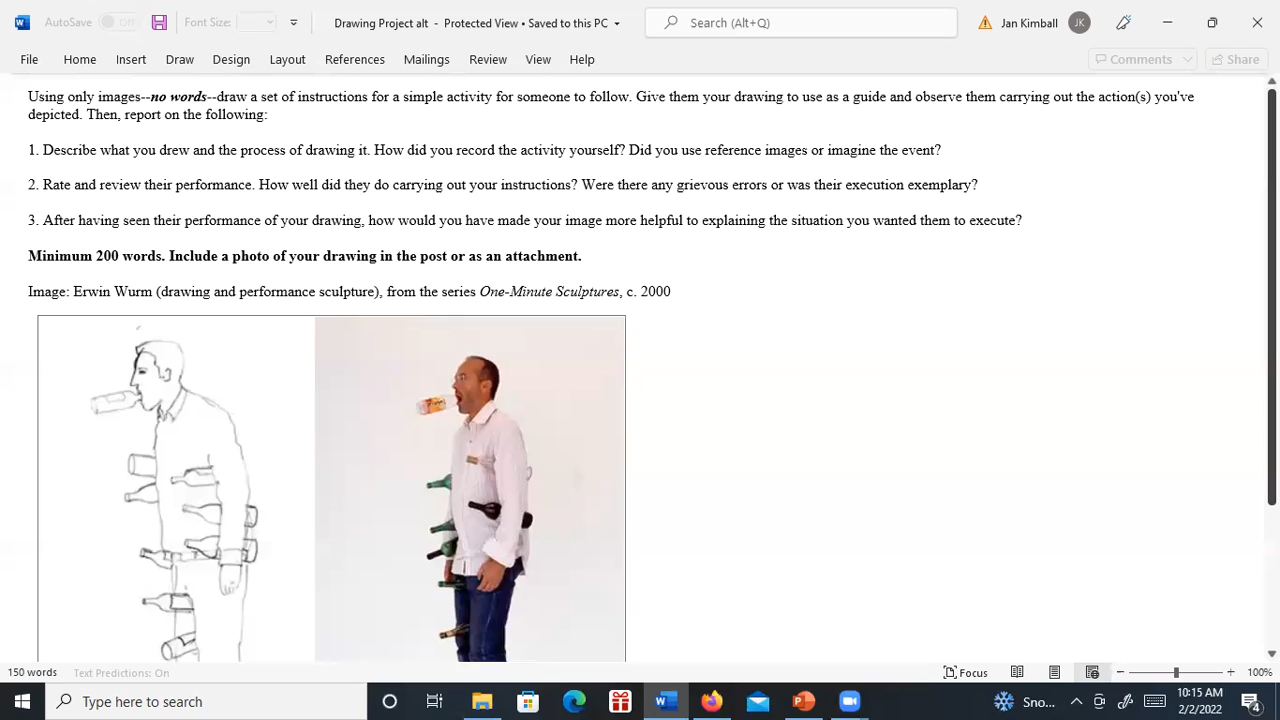 AutoSave Off Font Size: Drawing Project alt - Protected View • Saved to this PC Search (Alt+Q) Jan Kimball JK
File Home Insert Draw Design Layout References Mailings Review View Help Comments Share
Using only images--no words--draw a set of instructions for a simple activity for someone to follow. Give them your drawing to use as a guide and observe them carrying out the action(s) you've
depicted. Then, report on the following:
1. Describe what you drew and the process of drawing it. How did you record the activity yourself? Did you use reference images or imagine the event?
2. Rate and review their performance. How well did they do carrying out your instructions? Were there any grievous errors or was their execution exemplary?
3. After having seen their performance of your drawing, how would you have made your image more helpful to explaining the situation you wanted them to execute?
Minimum 200 words. Include a photo of your drawing in the post or as an attachment.
Image: Erwin Wurm (drawing and performance sculpture), from the series One-Minute Sculptures, c. 2000
150 words Text Predictions: On Focus 100%
Type here to search Sno... 10:15 AM
2/2/2022 4